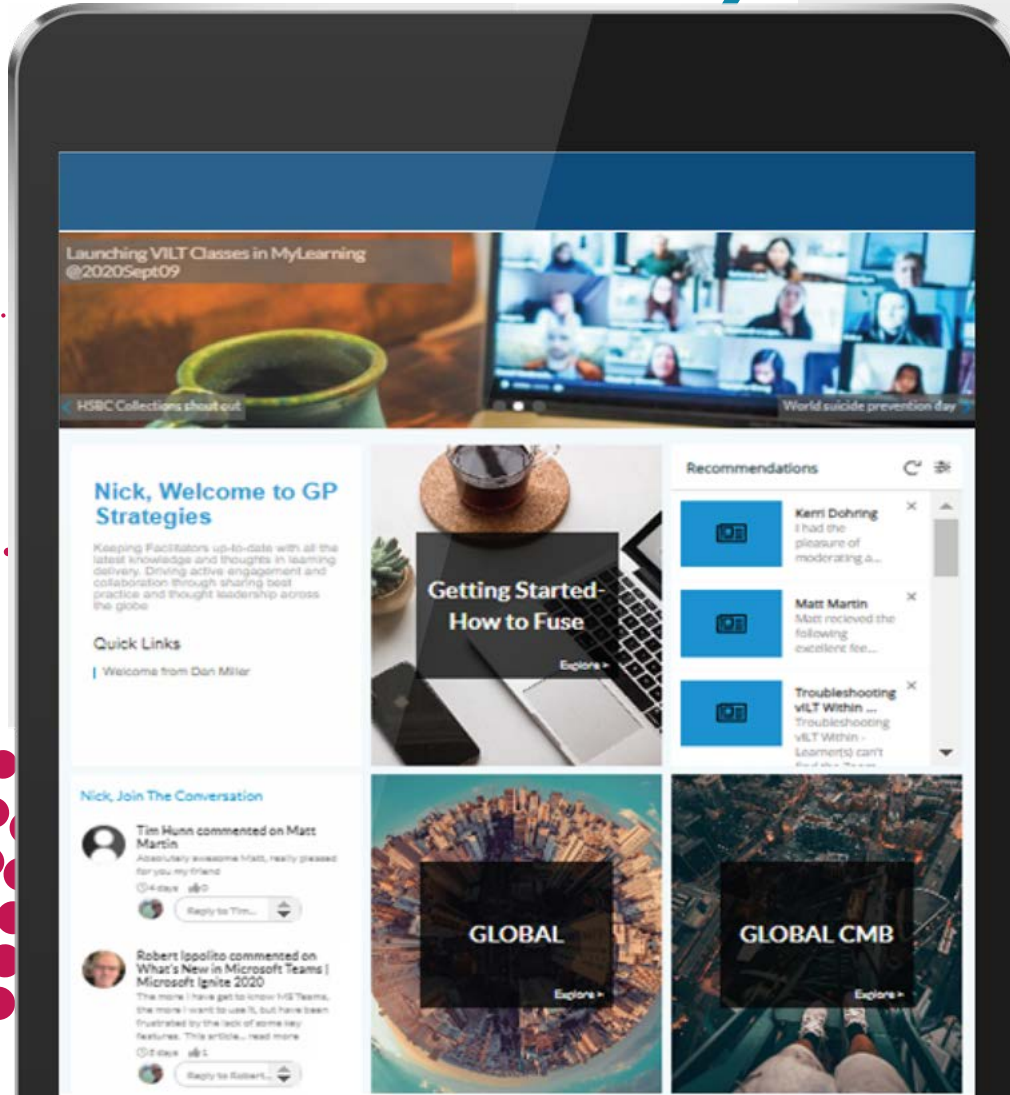 Launching VILT Classes in MyLearning
@2020Sept09
HSBC Collections shout out
World suicide prevention day
Nick, Welcome to GP
Strategies
Keeping Facilitators up-to-date with all the
latest knowledge and thoughts in learning
delivery. Driving active engagement and
collaboration through sharing best
practice and thought leadership across
the globe
Quick Links
Welcome from Dan Miller
Getting Started-
How to Fuse
Explore >
Recommendations
Kerri Dohring
I had the
pleasure of
moderating a...
Matt Martin
Matt recieved the
following
excellent fee...
Troubleshooting
vILT Within ...
Troubleshooting
vILT Within -
Learner(s) can't
find the Team
Nick, Join The Conversation
Tim Hunn commented on Matt
Martin
Absolutely awesome Matt, really pleased
for you my friend
4 days 0
Reply to Tim...
Robert Ippolito commented on
What's New in Microsoft Teams |
Microsoft Ignite 2020
The more I have get to know MS Teams,
the more I want to use it, but have been
frustrated by the lack of some key
features. This article... read more
days 1
Reply to Robert...
GLOBAL
Explore >
GLOBAL CMB
Explore >